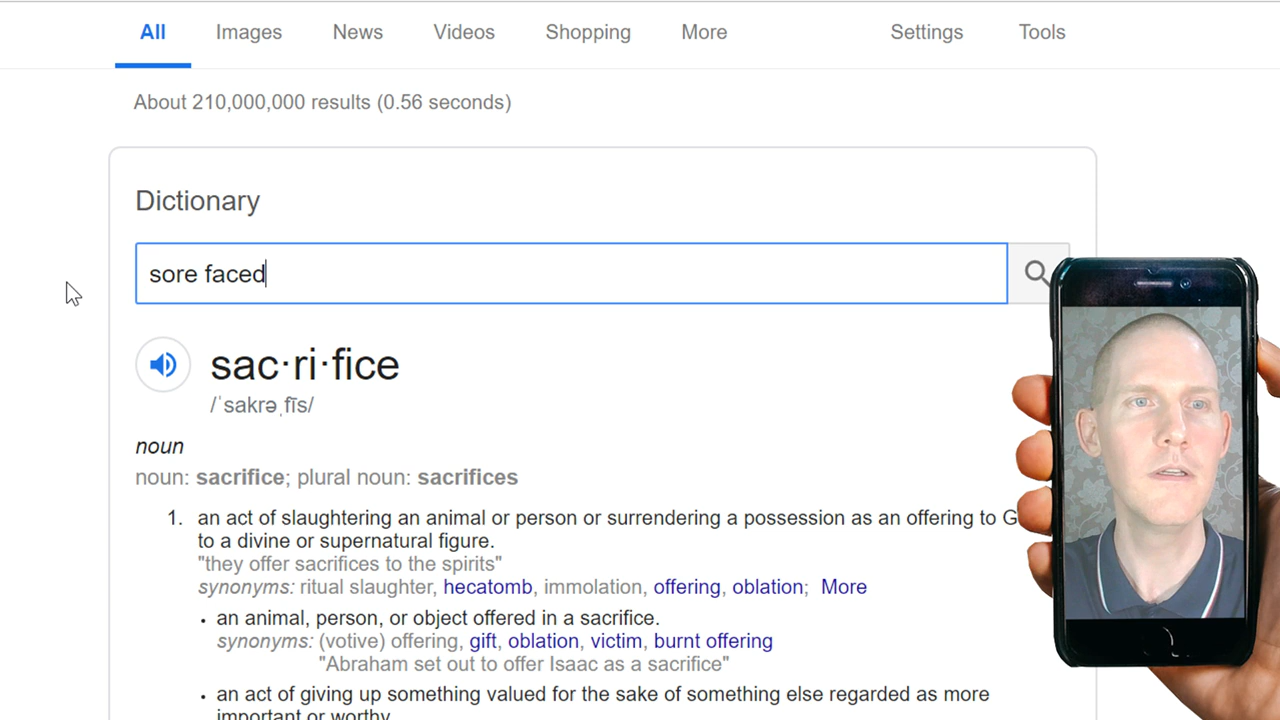 All Images News Videos Shopping More Settings Tools
About 210,000,000 results (0.56 seconds)
Dictionary
sore faced
sac·ri·fice
/ˈsakrəˌfīs/
noun
noun: sacrifice; plural noun: sacrifices
1. an act of slaughtering an animal or person or surrendering a possession as an offering to G
to a divine or supernatural figure.
"they offer sacrifices to the spirits"
synonyms: ritual slaughter, hecatomb, immolation, offering, oblation; More
• an animal, person, or object offered in a sacrifice.
synonyms: (votive) offering, gift, oblation, victim, burnt offering
"Abraham set out to offer Isaac as a sacrifice"
• an act of giving up something valued for the sake of something else regarded as more
important or worthy.